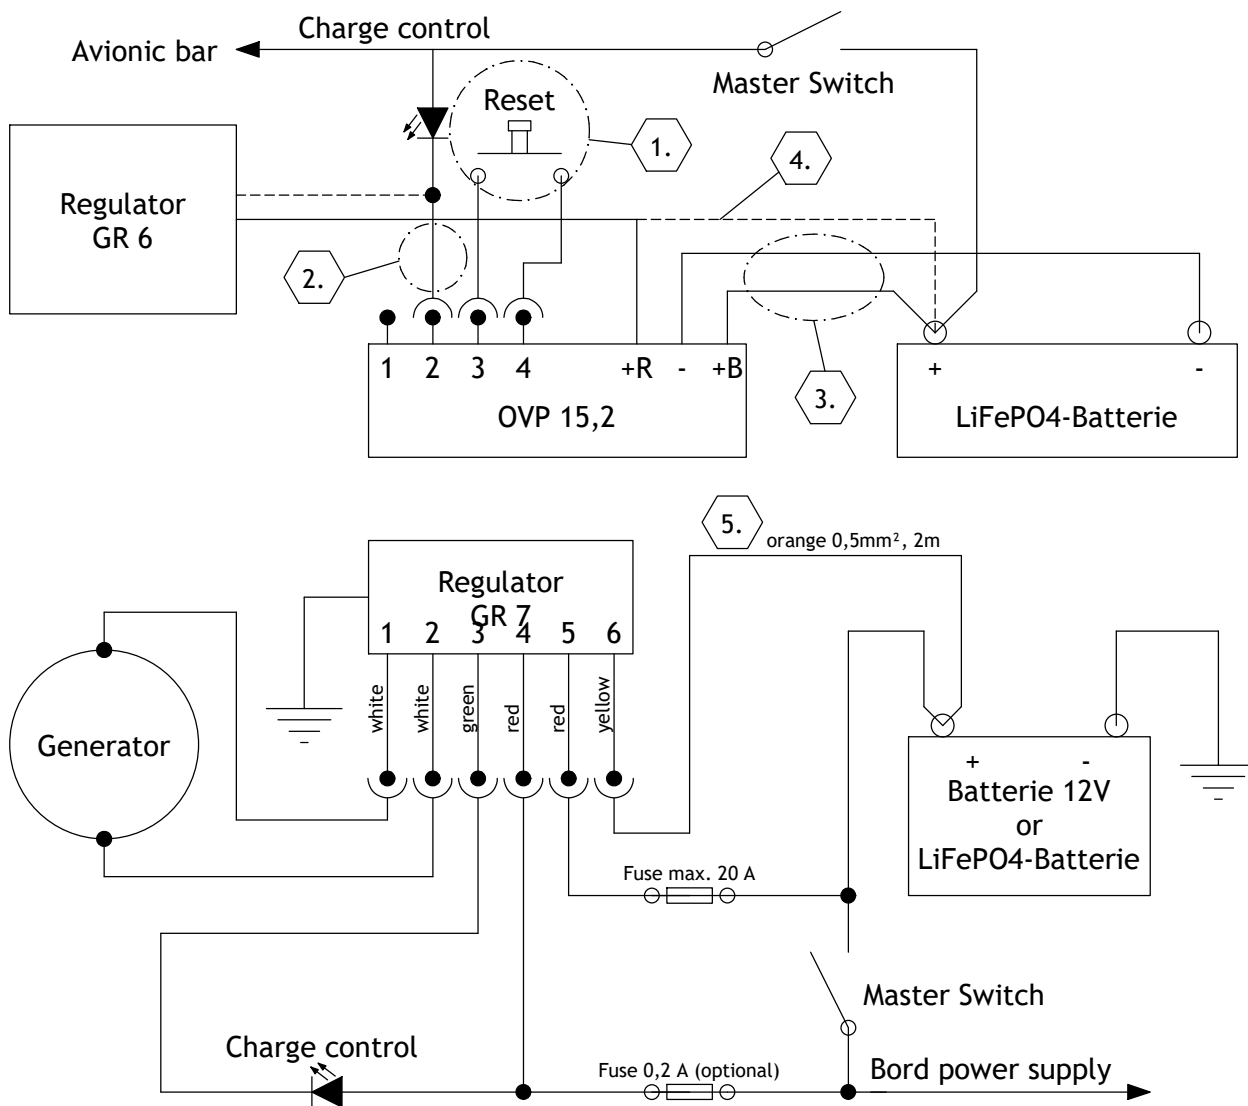 Charge control
Avionic bar
Master Switch
Reset
1.
4.
Regulator
GR 6
2.
3.
1 2 3 4 +R - +B
OVP 15,2
+ -
LiFePO4-Batterie
5.
orange 0,5mm², 2m
Regulator
GR 7
1 2 3 4 5 6
white white green red red yellow
Generator
+ -
Batterie 12V
or
LiFePO4-Batterie
Fuse max. 20 A
Master Switch
Charge control
Fuse 0,2 A (optional)
Bord power supply